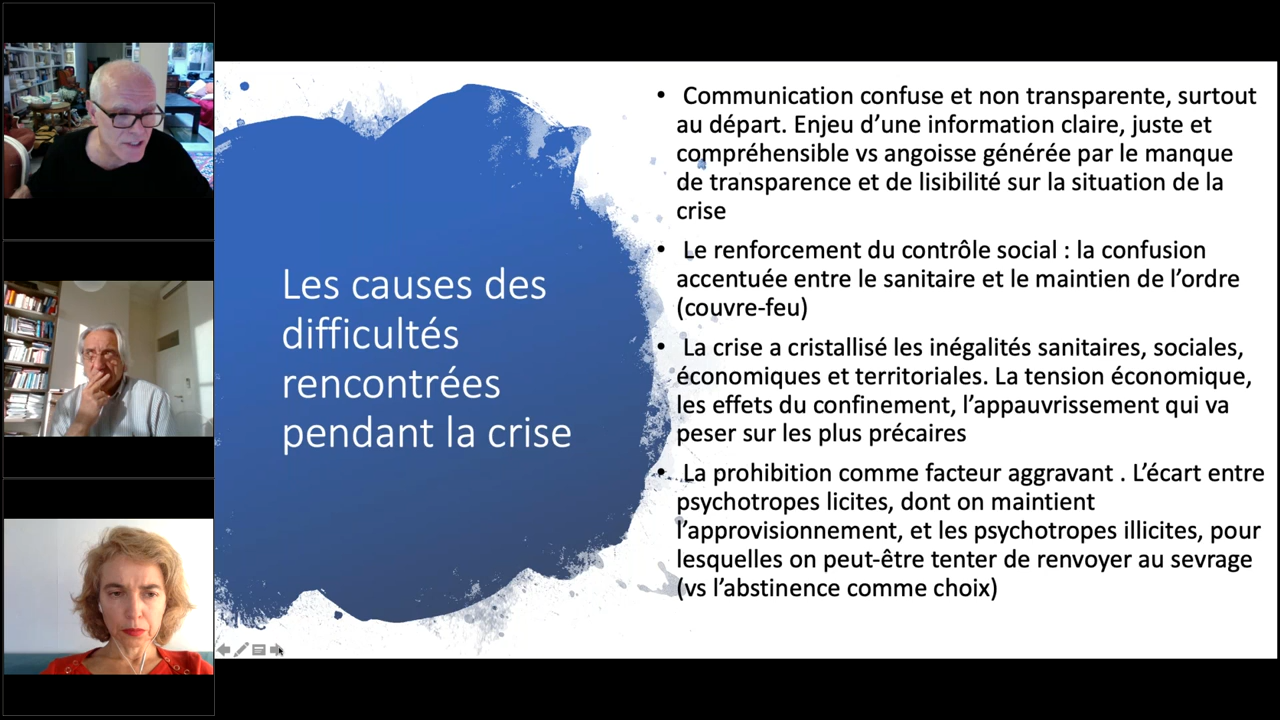 Les causes des
difficultés
rencontrées
pendant la crise
• Communication confuse et non transparente, surtout
au départ. Enjeu d’une information claire, juste et
compréhensible vs angoisse générée par le manque
de transparence et de lisibilité sur la situation de la
crise
• Le renforcement du contrôle social : la confusion
accentuée entre le sanitaire et le maintien de l’ordre
(couvre-feu)
• La crise a cristallisé les inégalités sanitaires, sociales,
économiques et territoriales. La tension économique,
les effets du confinement, l’appauvrissement qui va
peser sur les plus précaires
• La prohibition comme facteur aggravant . L’écart entre
psychotropes licites, dont on maintient
l’approvisionnement, et les psychotropes illicites, pour
lesquelles on peut-être tenter de renvoyer au sevrage
(vs l’abstinence comme choix)